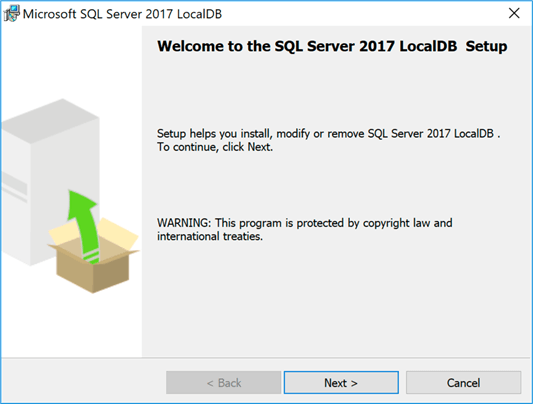 Microsoft SQL Server 2017 LocalDB
Welcome to the SQL Server 2017 LocalDB  Setup
Setup helps you install, modify or remove SQL Server 2017 LocalDB .
To continue, click Next.
WARNING: This program is protected by copyright law and
international treaties.
< Back Next > Cancel